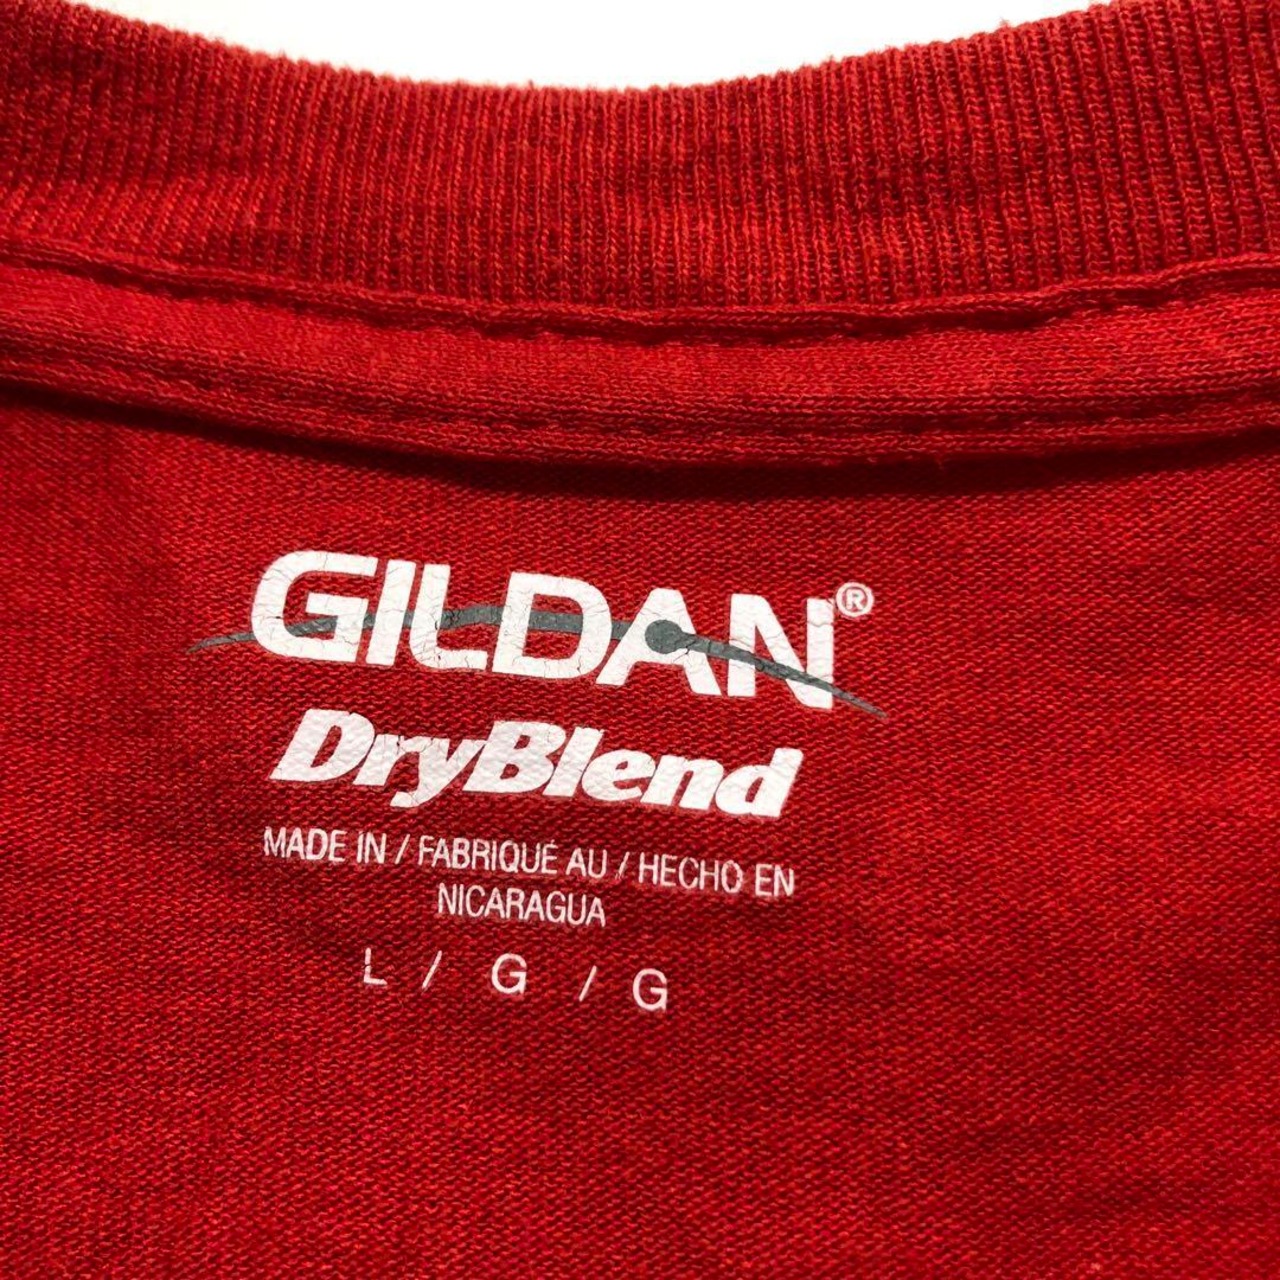 GILDAN®
DryBlend
MADE IN / FABRIQUÉ AU / HECHO EN
NICARAGUA
L / G / G